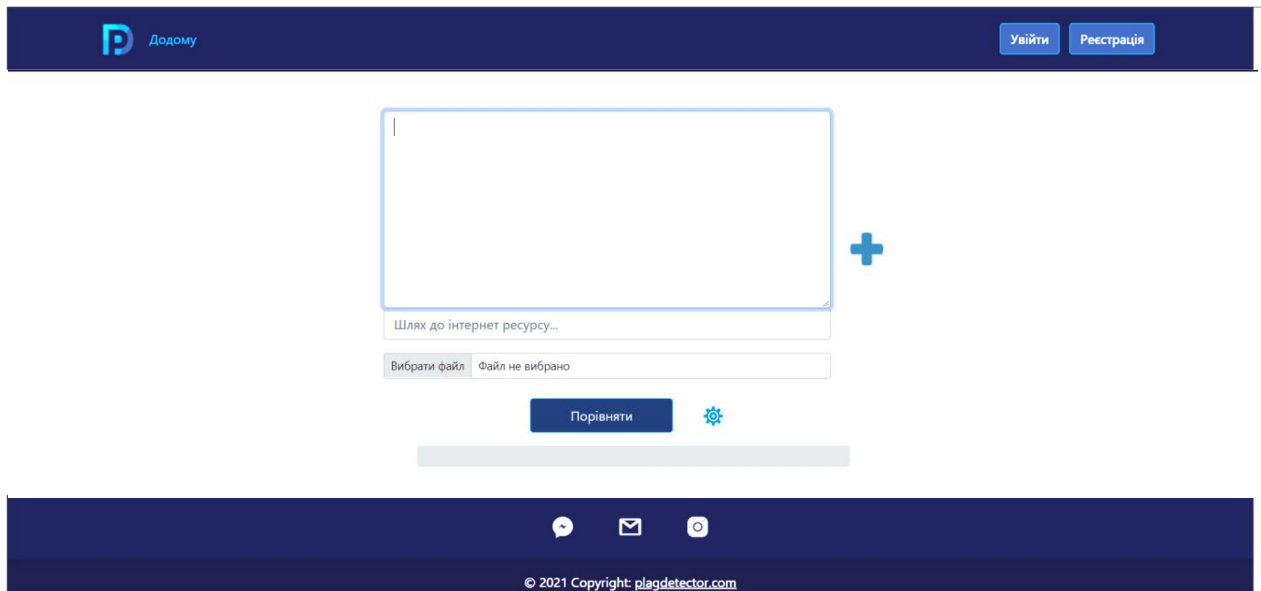 Додому
Увійти
Реєстрація
Шлях до інтернет ресурсу...
Вибрати файл Файл не вибрано
Порівняти
© 2021 Copyright: plagdetector.com